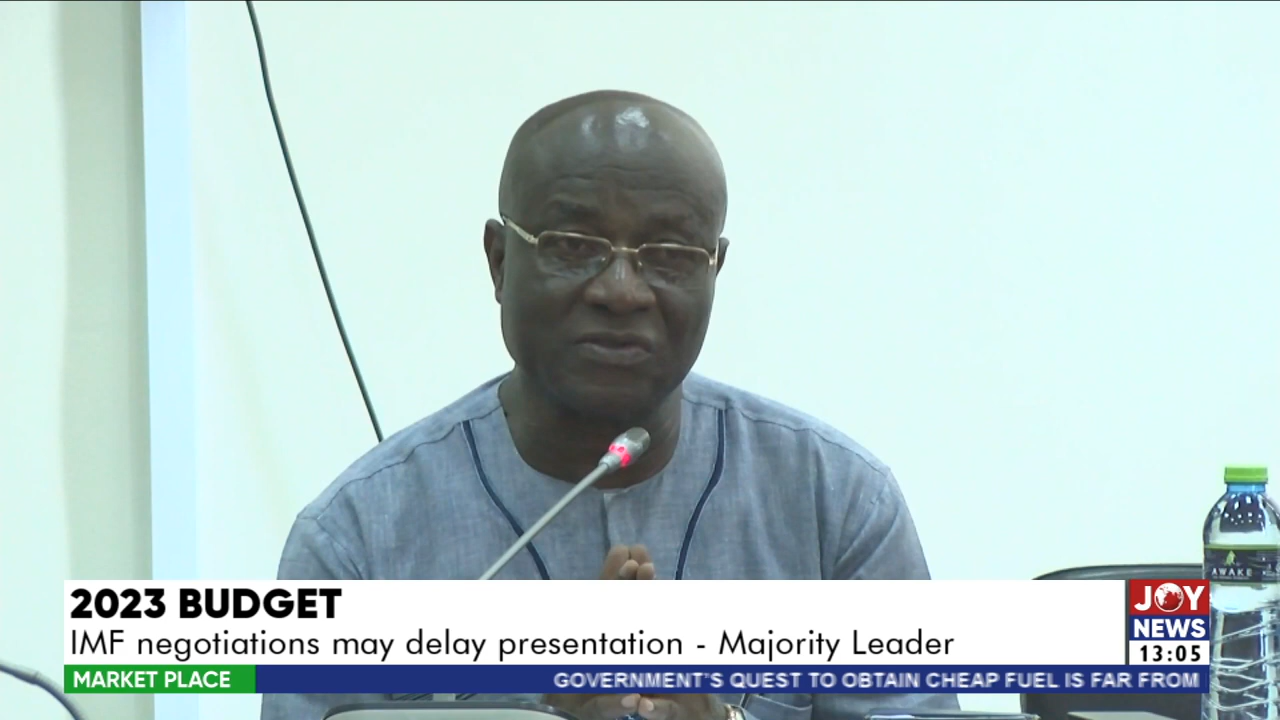 AWAKE
2023 BUDGET
IMF negotiations may delay presentation - Majority Leader
JOY
NEWS
13:05
MARKET PLACE
GOVERNMENT'S QUEST TO OBTAIN CHEAP FUEL IS FAR FROM